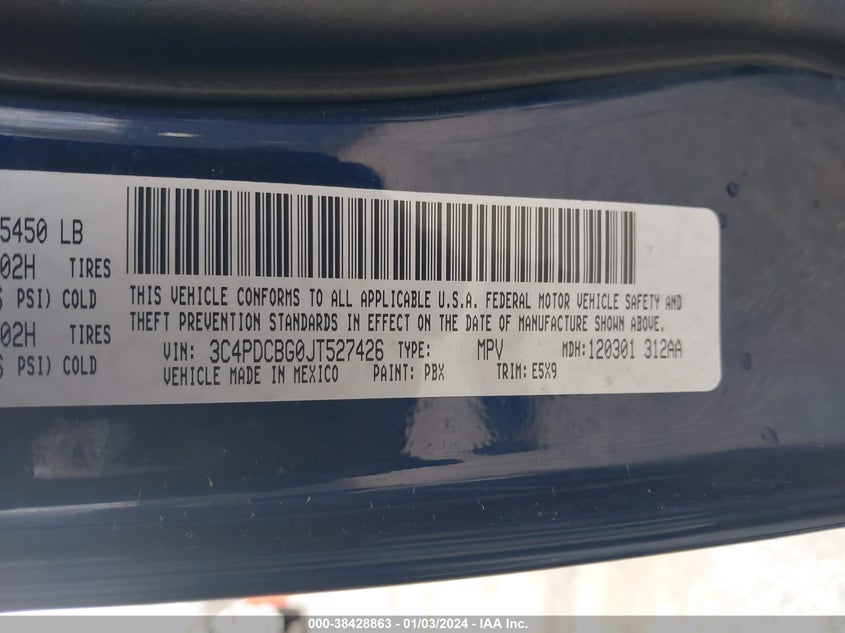 5450 LB
02H TIRES
PSI) COLD
02H TIRES
PSI) COLD
THIS VEHICLE CONFORMS TO ALL APPLICABLE U.S.A. FEDERAL MOTOR VEHICLE SAFETY AND
THEFT PREVENTION STANDARDS IN EFFECT ON THE DATE OF MANUFACTURE SHOWN ABOVE.
VIN: 3C4PDCBG0JT527426 TYPE: MPV MDH: 120301 312AA
VEHICLE MADE IN MEXICO PAINT: PBX TRIM: E5X9
000-38428863 - 01/03/2024 - IAA Inc.